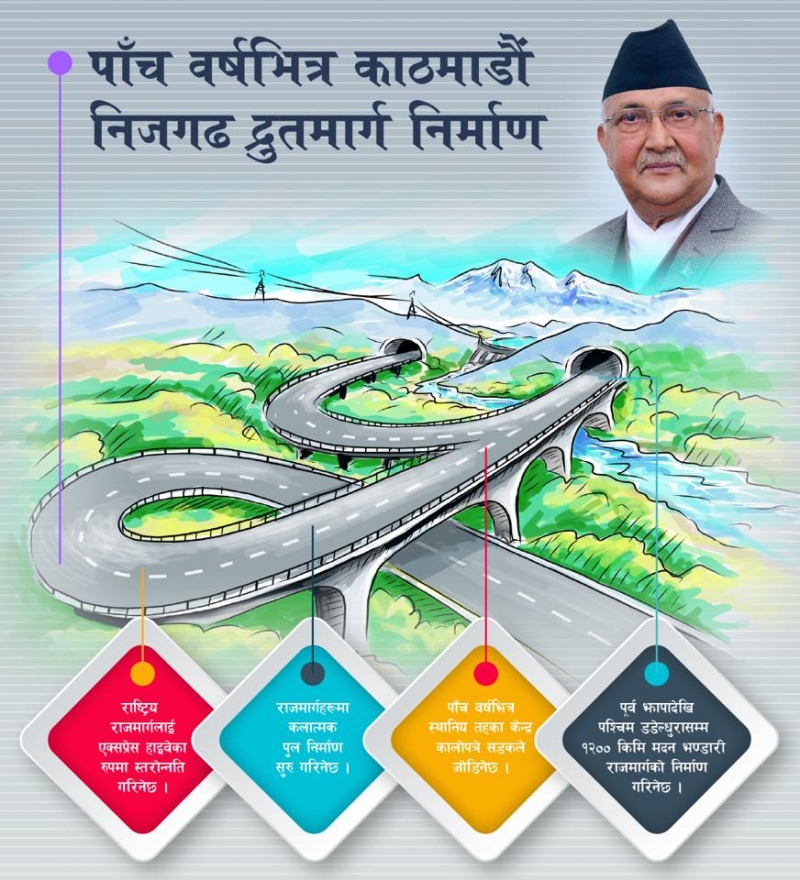 पाँच वर्षभित्र काठमाडौं
निजगढ द्रुतमार्ग निर्माण
राष्ट्रिय
राजमार्गलाई
एक्सप्रेस हाइवेका
रुपमा स्तरोन्नति
गरिनेछ ।
राजमार्गहरूमा
कलात्मक
पुल निर्माण
सुरु गरिनेछ ।
पाँच वर्षभित्र
स्थानिय तहका केन्द्र
कालोपत्रे सडकले
जोडिनेछ ।
पूर्व झापादेखि
पश्चिम डडेल्धुरासम्म
१२०० किमि मदन भण्डारी
राजमार्गको निर्माण
गरिनेछ ।